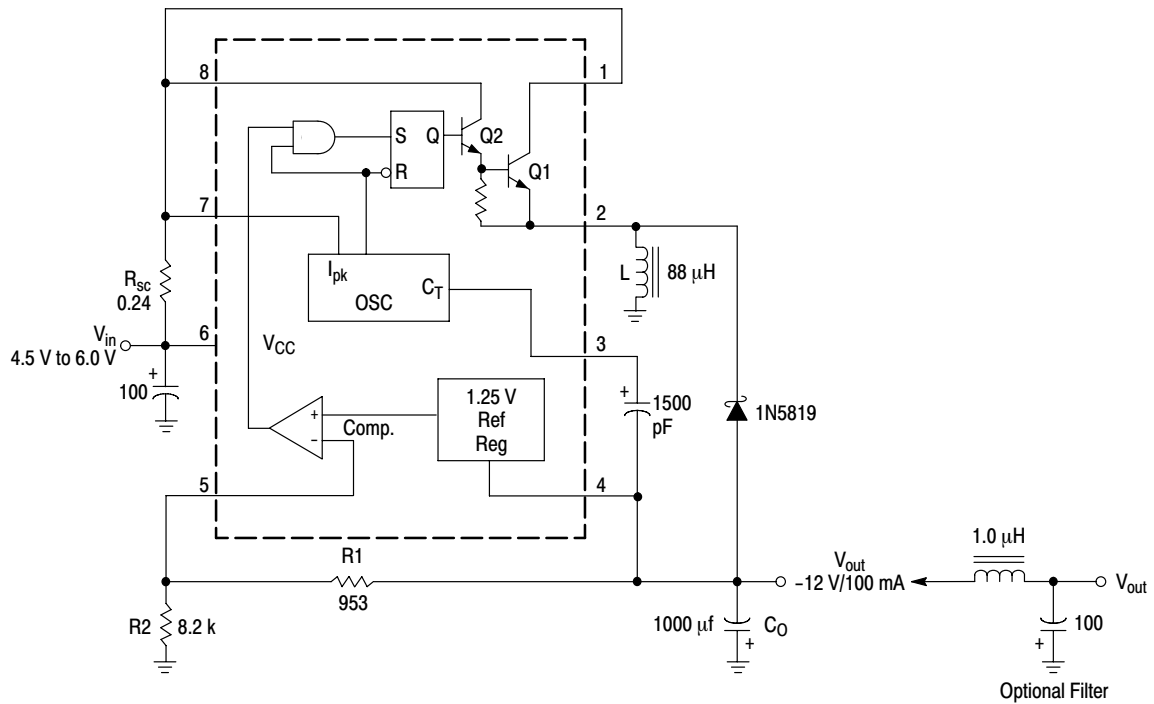 8
1
S
Q
Q2
R
Q1
7
2
Ipk
OSC
CT
L
88 μH
Rsc
0.24
Vin
4.5 V to 6.0 V
6
VCC
3
+
100
1.25 V
Ref
Reg
+
1500
pF
1N5819
+
−
Comp.
5
4
R1
953
1.0 μH
Vout
–12 V/100 mA
Vout
R2
8.2 k
1000 μf
CO
+
100
+
Optional Filter